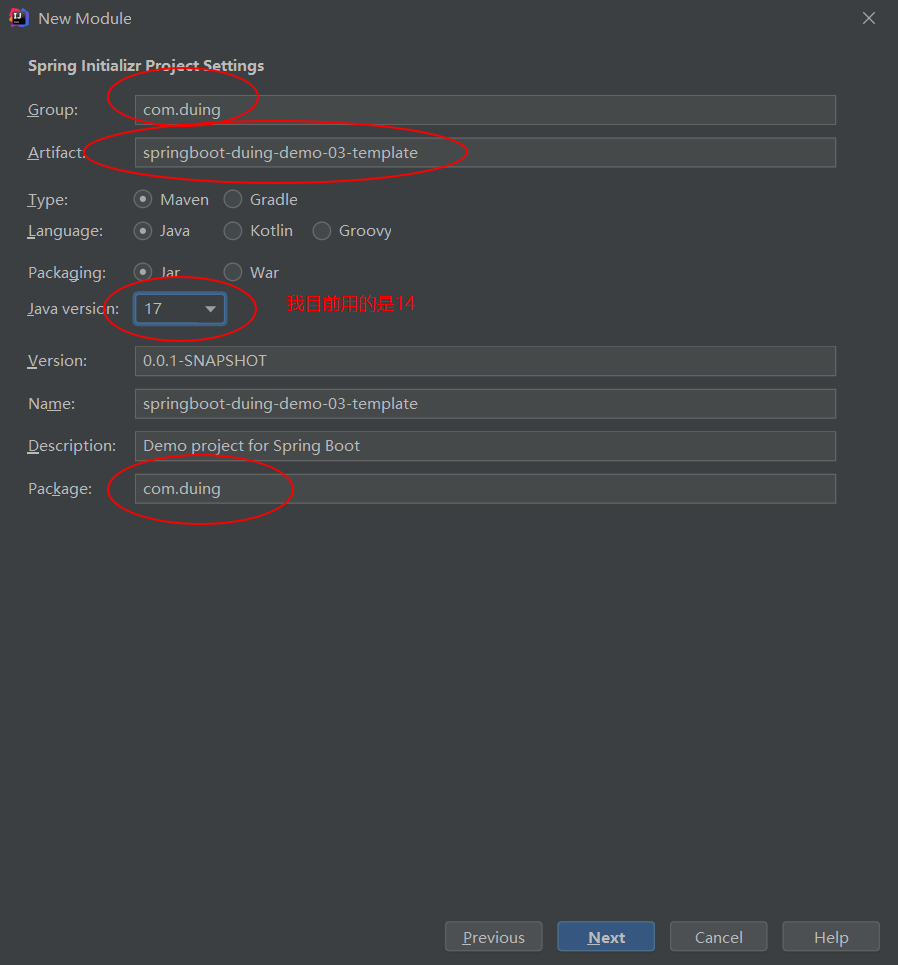 New Module
Spring Initializr Project Settings
Group: com.duing
Artifact: springboot-duing-demo-03-template
Type: Maven Gradle
Language: Java Kotlin Groovy
Packaging: Jar War
Java version: 17 我目前用的是14
Version: 0.0.1-SNAPSHOT
Name: springboot-duing-demo-03-template
Description: Demo project for Spring Boot
Package: com.duing
Previous Next Cancel Help